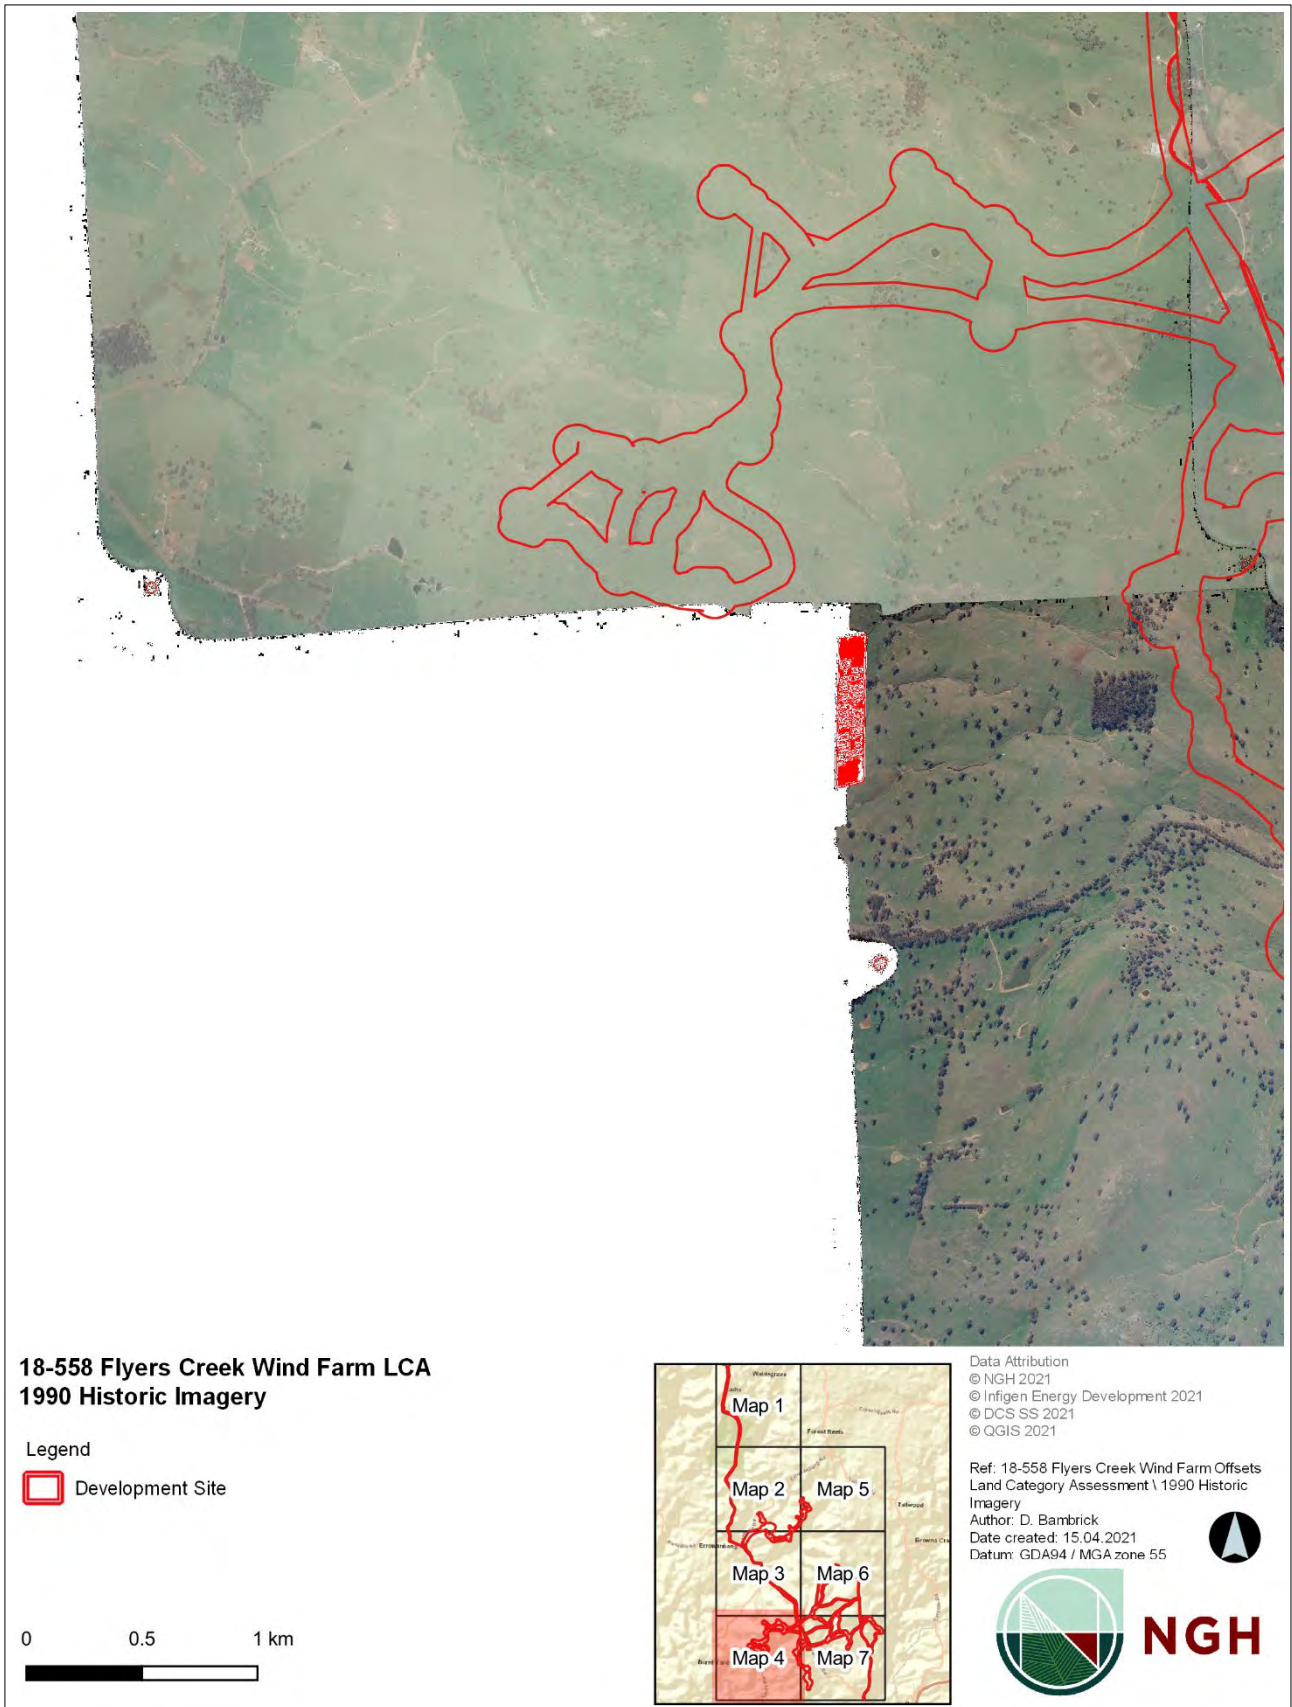 18-558 Flyers Creek Wind Farm LCA
1990 Historic Imagery
Legend
Development Site
0 0.5 1 km
Map 1
Forest Reefs
Map 2
Map 5
Map 3
Map 6
Map 4
Map 7
Data Attribution
© NGH 2021
© Infigen Energy Development 2021
© DCS SS 2021
© QGIS 2021
Ref: 18-558 Flyers Creek Wind Farm Offsets
Land Category Assessment \ 1990 Historic
Imagery
Author: D. Bambrick
Date created: 15.04.2021
Datum: GDA94 / MGA zone 55
NGH